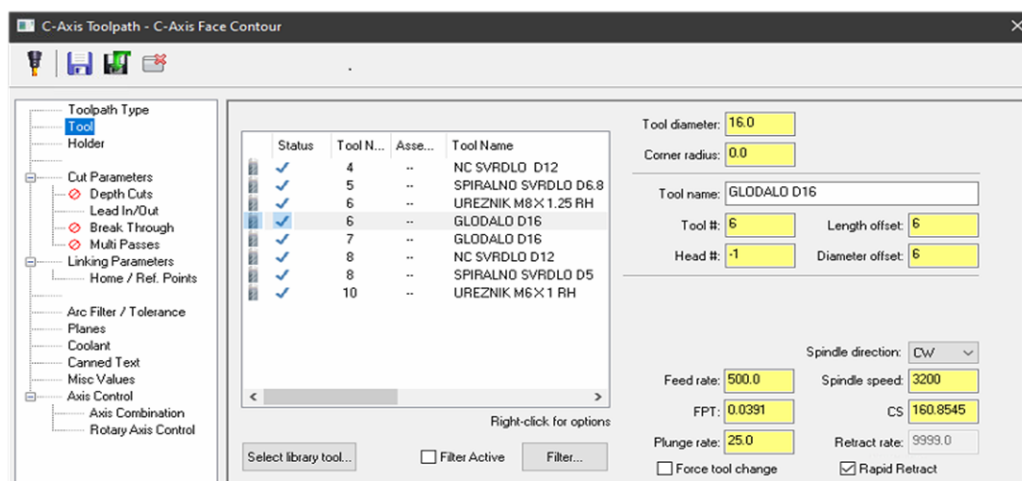 C-Axis Toolpath - C-Axis Face Contour
Toolpath Type
Tool
Holder
Cut Parameters
Depth Cuts
Lead In/Out
Break Through
Multi Passes
Linking Parameters
Home / Ref. Points
Arc Filter / Tolerance
Planes
Coolant
Canned Text
Misc Values
Axis Control
Axis Combination
Rotary Axis Control
Status Tool N... Asse... Tool Name
4 -- NC SVRDLO D12
5 -- SPIRALNO SVRDLO D6.8
6 -- UREZNIK M8X1.25 RH
6 -- GLODALO D16
7 -- GLODALO D16
8 -- NC SVRDLO D12
8 -- SPIRALNO SVRDLO D5
10 -- UREZNIK M6X1 RH
Right-click for options
Select library tool...
Filter Active
Filter...
Tool diameter: 16.0
Corner radius: 0.0
Tool name: GLODALO D16
Tool #: 6 Length offset: 6
Head #: -1 Diameter offset: 6
Spindle direction: CW
Feed rate: 500.0 Spindle speed: 3200
FPT: 0.0391 CS 160.8545
Plunge rate: 25.0 Retract rate: 9999.0
Force tool change Rapid Retract